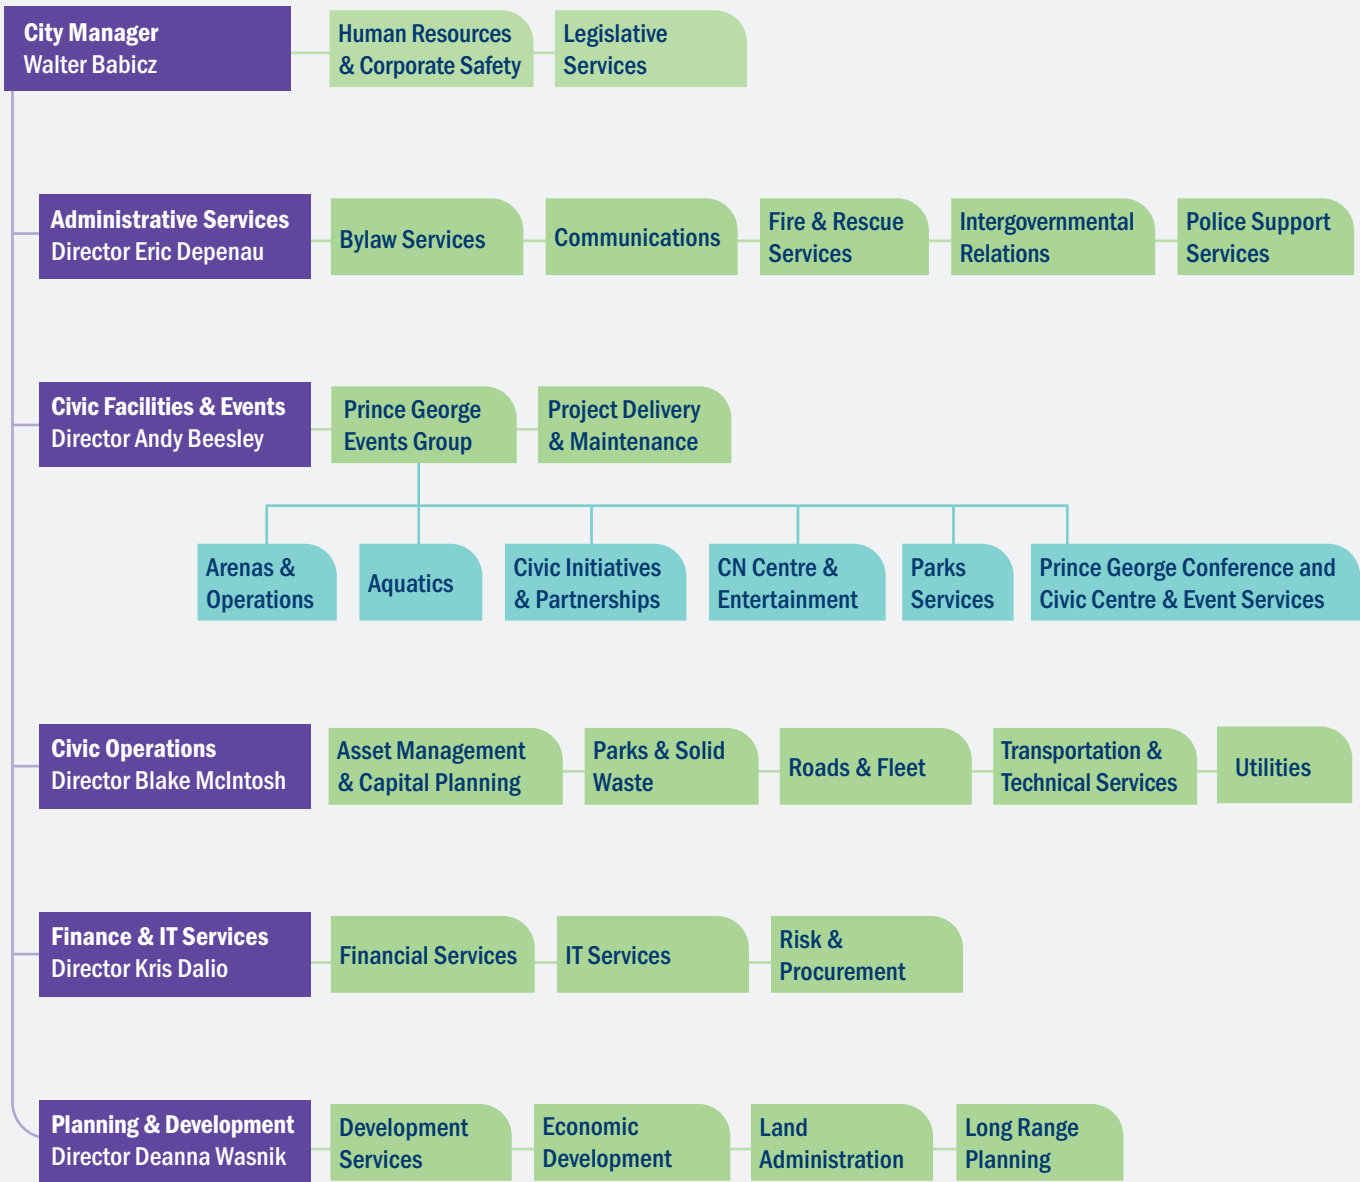 City Manager
Walter Babicz
Human Resources
& Corporate Safety
Legislative
Services
Administrative Services
Director Eric Depenau
Bylaw Services
Communications
Fire & Rescue
Services
Intergovernmental
Relations
Police Support
Services
Civic Facilities & Events
Director Andy Beesley
Prince George
Events Group
Project Delivery
& Maintenance
Arenas &
Operations
Aquatics
Civic Initiatives
& Partnerships
CN Centre &
Entertainment
Parks
Services
Prince George Conference and
Civic Centre & Event Services
Civic Operations
Director Blake McIntosh
Asset Management
& Capital Planning
Parks & Solid
Waste
Roads & Fleet
Transportation &
Technical Services
Utilities
Finance & IT Services
Director Kris Dalio
Financial Services
IT Services
Risk &
Procurement
Planning & Development
Director Deanna Wasnik
Development
Services
Economic
Development
Land
Administration
Long Range
Planning